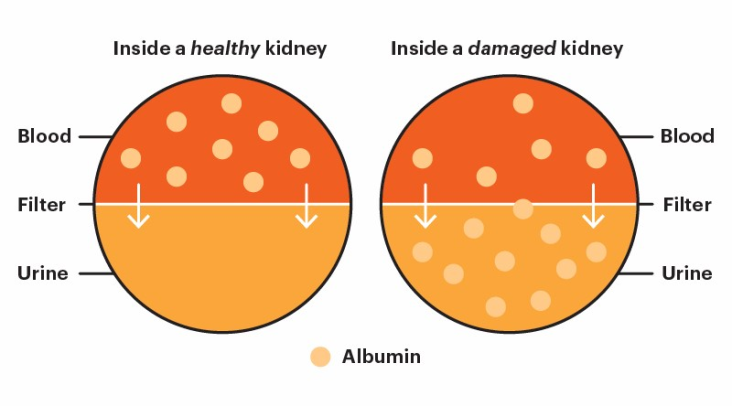 Inside a healthy kidney
Inside a damaged kidney
Blood
Blood
Filter
Filter
Urine
Urine
Albumin